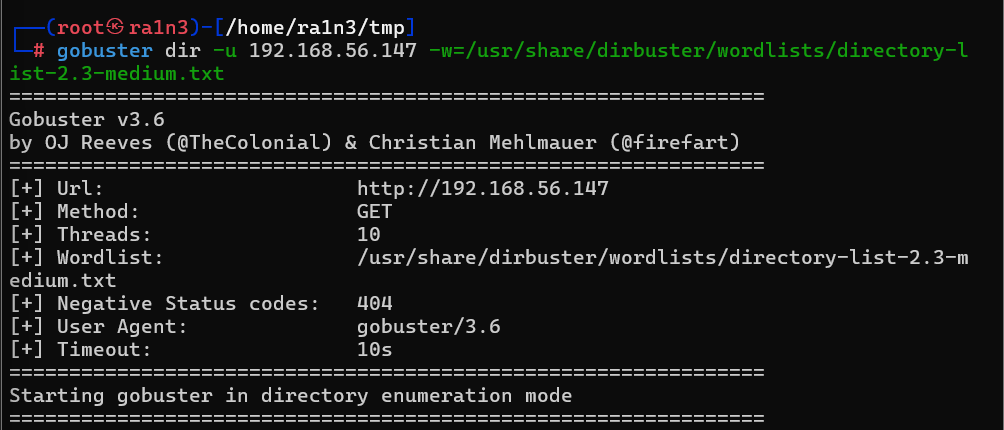 ┌──(root㉿ra1n3)-[/home/ra1n3/tmp]
└─# gobuster dir -u 192.168.56.147 -w=/usr/share/dirbuster/wordlists/directory-l
ist-2.3-medium.txt
===============================================================
Gobuster v3.6
by OJ Reeves (@TheColonial) & Christian Mehlmauer (@firefart)
===============================================================
[+] Url:                     http://192.168.56.147
[+] Method:                  GET
[+] Threads:                 10
[+] Wordlist:                /usr/share/dirbuster/wordlists/directory-list-2.3-m
edium.txt
[+] Negative Status codes:   404
[+] User Agent:              gobuster/3.6
[+] Timeout:                 10s
===============================================================
Starting gobuster in directory enumeration mode
===============================================================